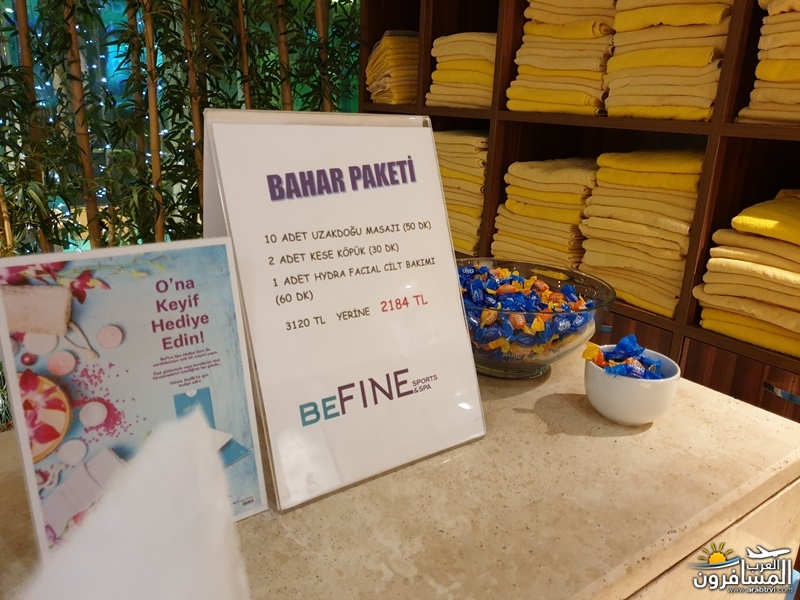 BAHAR PAKETİ
10 ADET UZAKDOĞU MASAJI (50 DK)
2 ADET KESE KÖPÜK (30 DK)
1 ADET HYDRA FACIAL CİLT BAKIMI
(60 DK)
3120 TL YERİNE 2184 TL
BEFINE SPORTS
& SPA
O'na
Keyif
Hediye
Edin!
العرب
المسافرون
www.arabtrvl.com